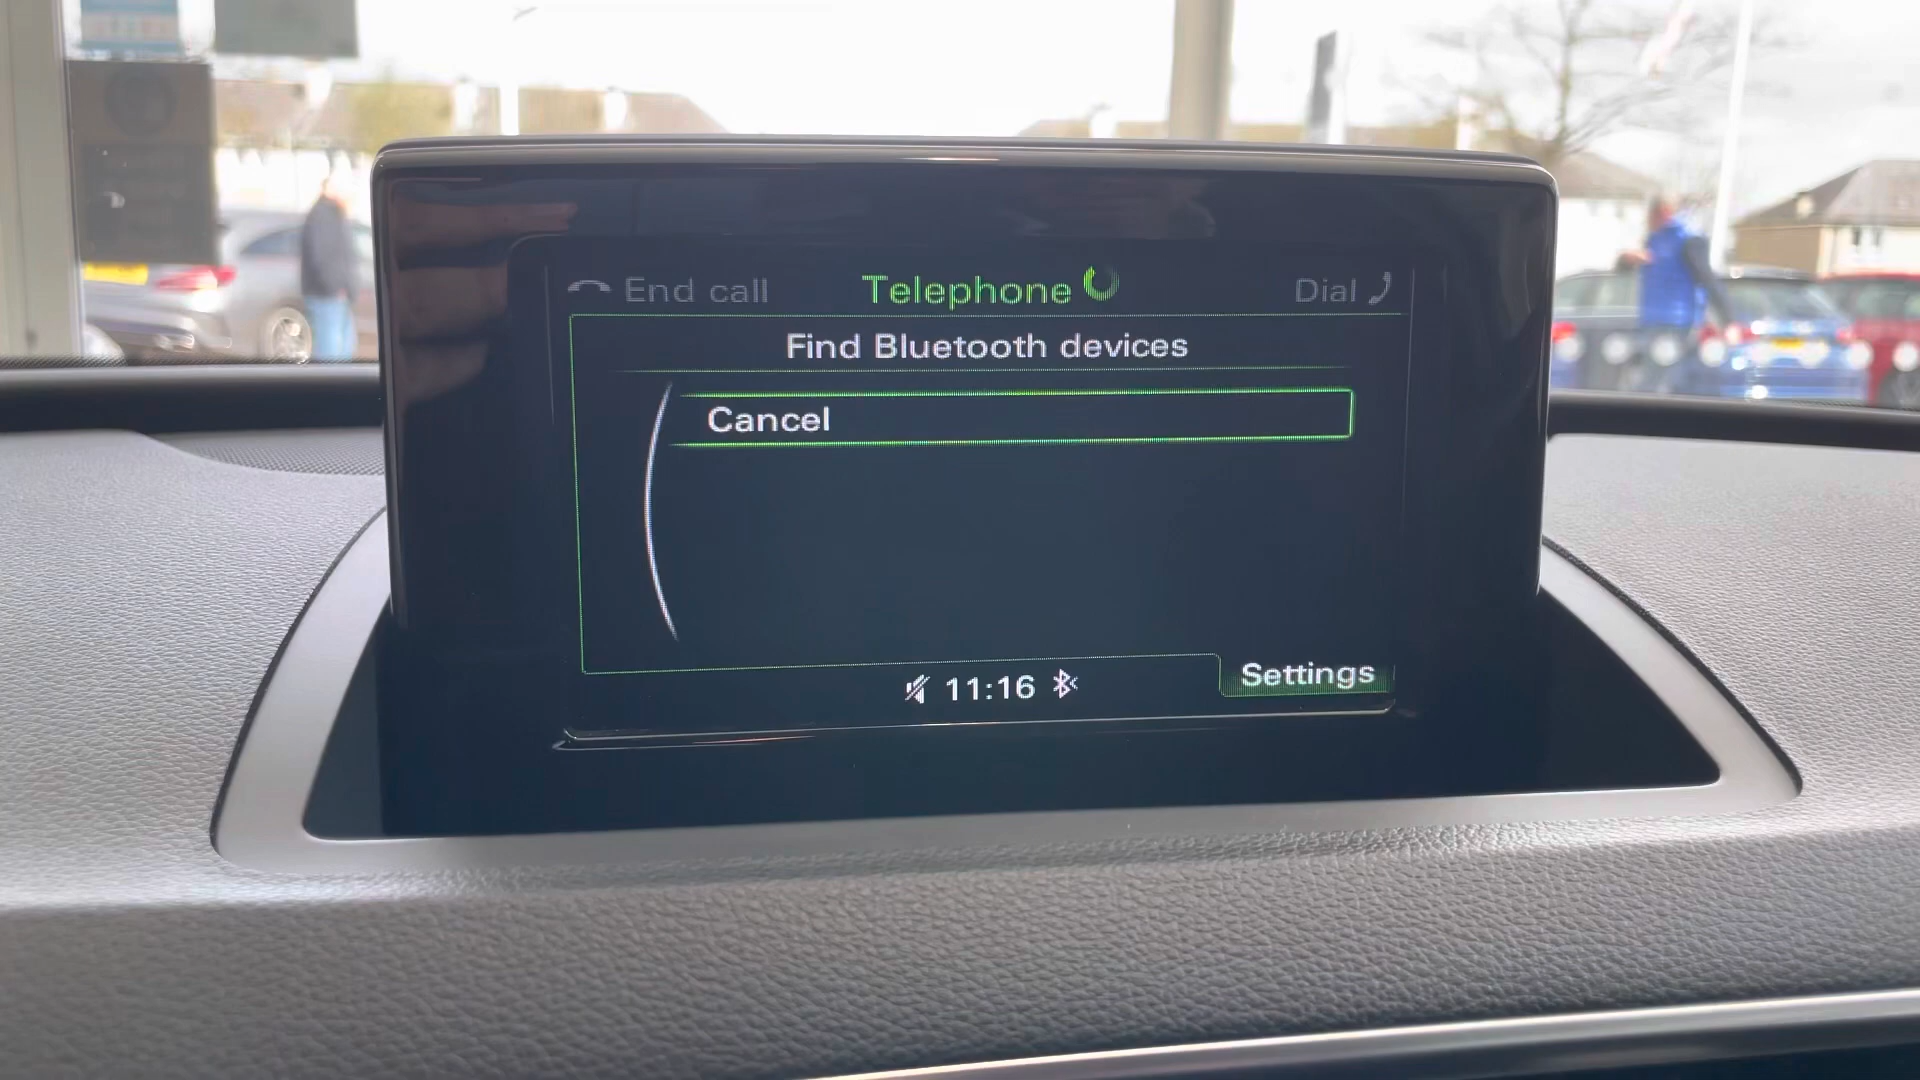 End call Telephone Dial
Find Bluetooth devices
Cancel
11:16
Settings